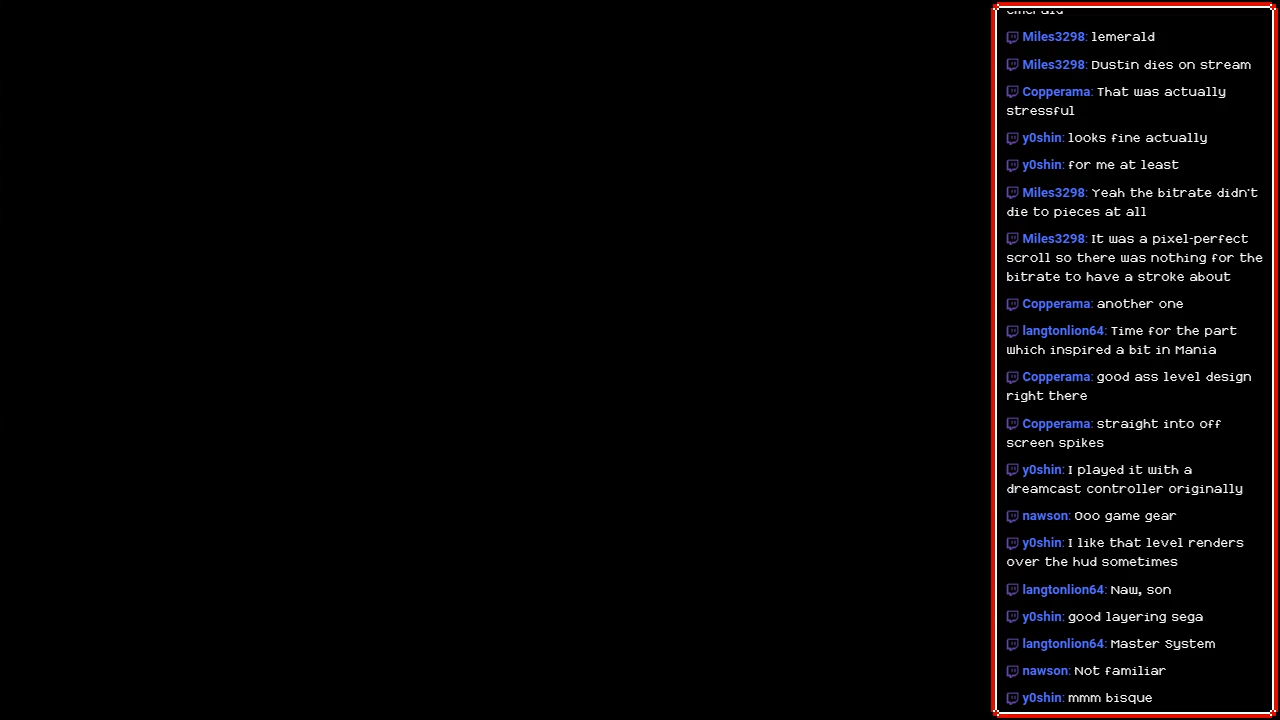 emerald
Miles3298: lemerald
Miles3298: Dustin dies on stream
Copperama: That was actually
stressful
y0shin: looks fine actually
y0shin: for me at least
Miles3298: Yeah the bitrate didn't
die to pieces at all
Miles3298: It was a pixel-perfect
scroll so there was nothing for the
bitrate to have a stroke about
Copperama: another one
langtonlion64: Time for the part
which inspired a bit in Mania
Copperama: good ass level design
right there
Copperama: straight into off
screen spikes
y0shin: I played it with a
dreamcast controller originally
nawson: Ooo game gear
y0shin: I like that level renders
over the hud sometimes
langtonlion64: Naw, son
y0shin: good layering sega
langtonlion64: Master System
nawson: Not familiar
y0shin: mmm bisque